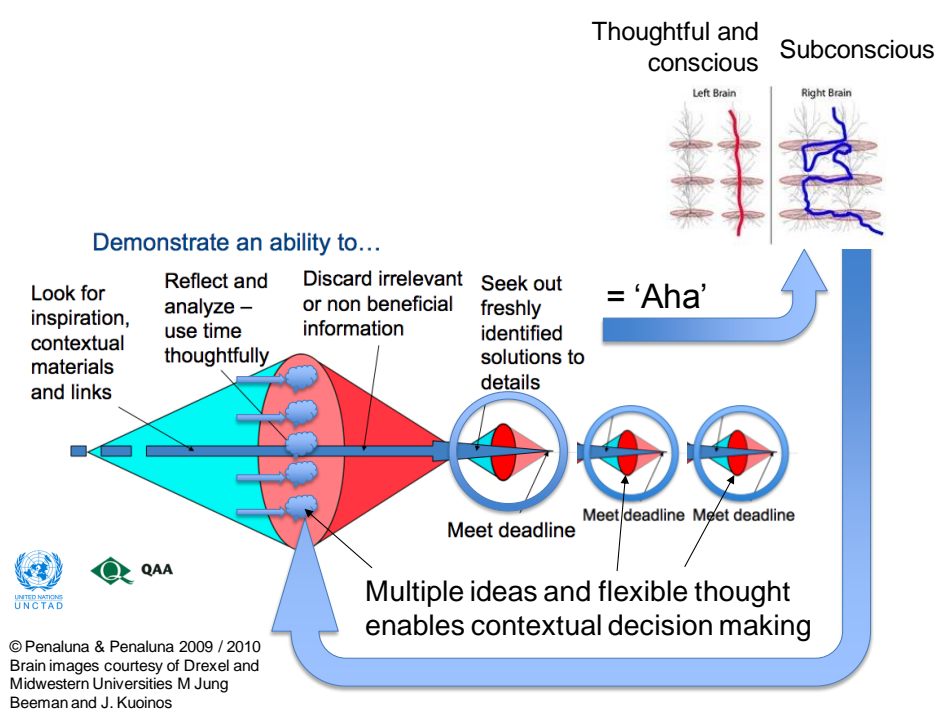 Thoughtful and
conscious
Subconscious
Left Brain
Right Brain
Demonstrate an ability to…
Look for
inspiration,
contextual
materials
and links
Reflect and
analyze –
use time
thoughtfully
Discard irrelevant
or non beneficial
information
Seek out
freshly
identified
solutions to
details
= ‘Aha’
Meet deadline
Meet deadline
Meet deadline
Multiple ideas and flexible thought
enables contextual decision making
UNITED NATIONS
UNCTAD
QAA
© Penaluna & Penaluna 2009 / 2010
Brain images courtesy of Drexel and
Midwestern Universities M Jung
Beeman and J. Kuoinos